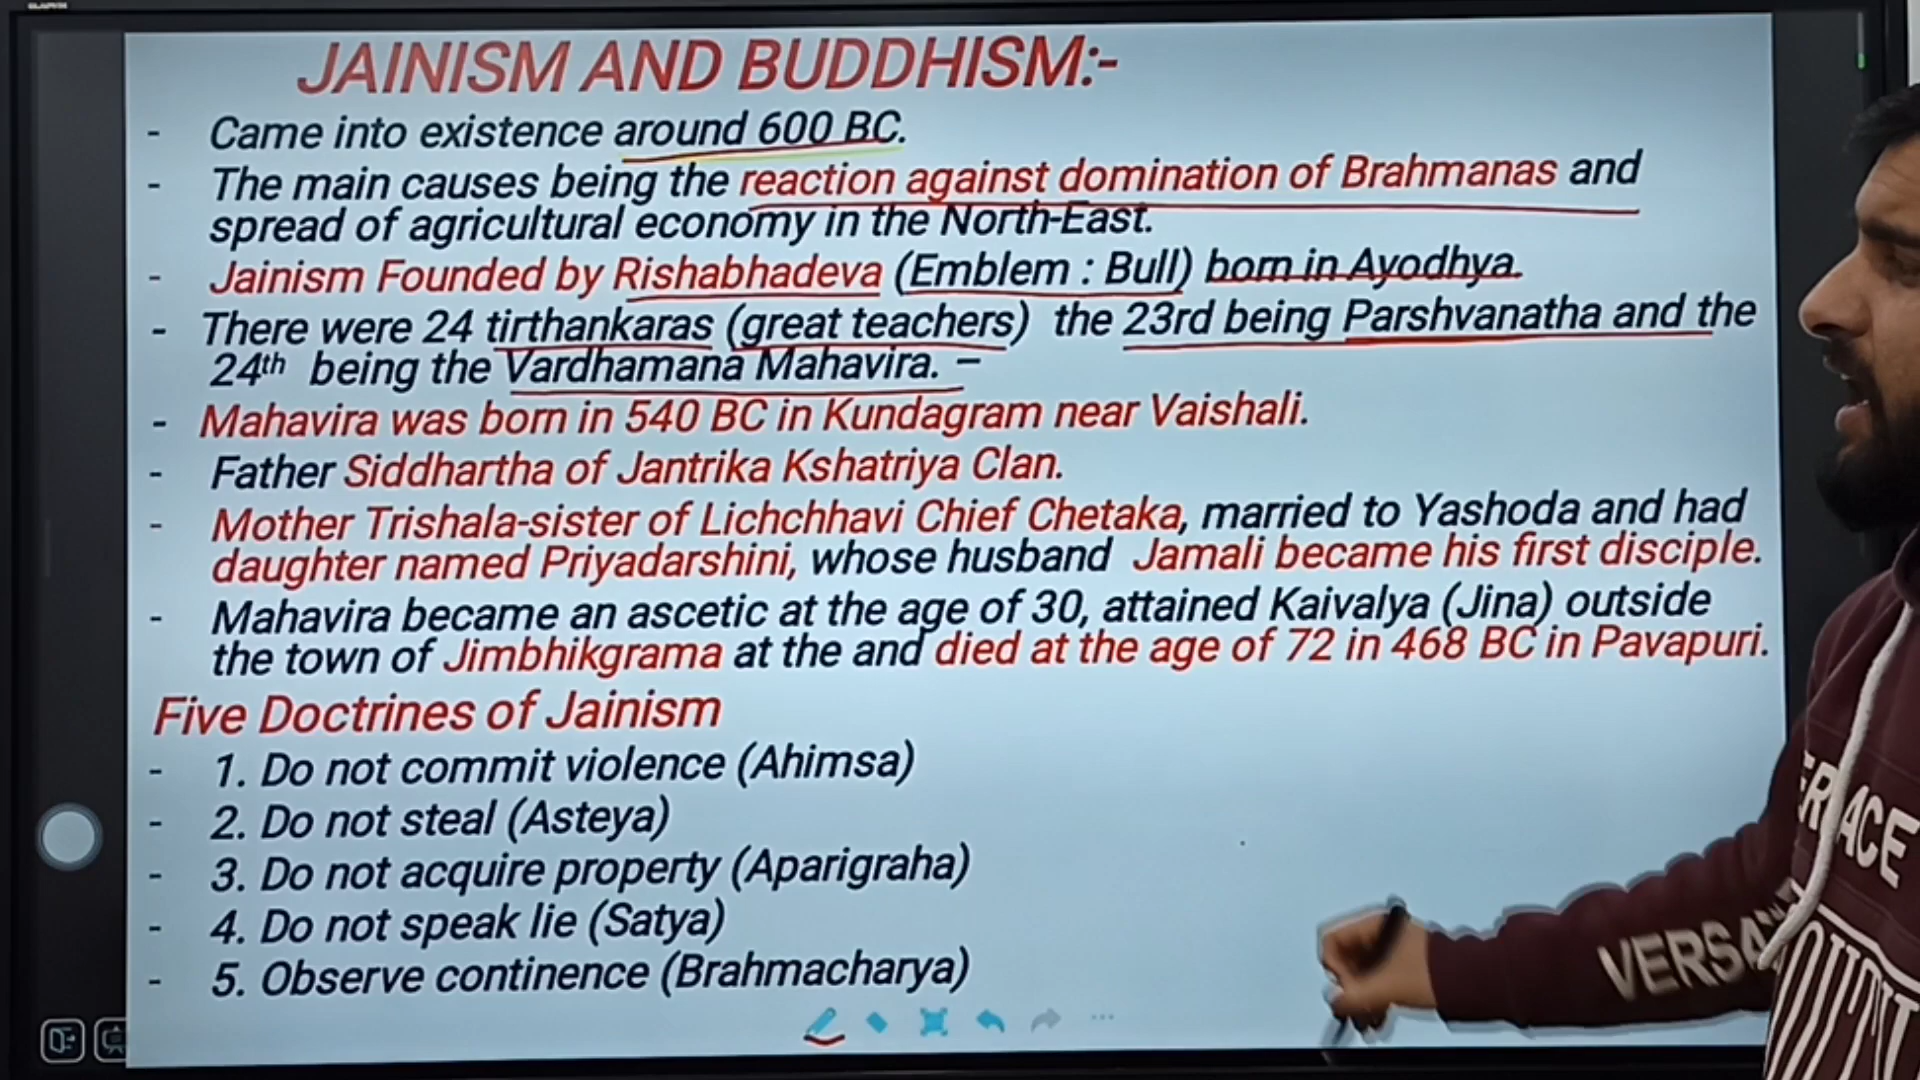 JAINISM AND BUDDHISM:-
- Came into existence around 600 BC.
- The main causes being the reaction against domination of Brahmanas and
spread of agricultural economy in the North-East.
- Jainism Founded by Rishabhadeva (Emblem : Bull) born in Ayodhya.
- There were 24 tirthankaras (great teachers) the 23rd being Parshvanatha and the
24th being the Vardhamana Mahavira. –
- Mahavira was born in 540 BC in Kundagram near Vaishali.
- Father Siddhartha of Jantrika Kshatriya Clan.
- Mother Trishala-sister of Lichchhavi Chief Chetaka, married to Yashoda and had
daughter named Priyadarshini, whose husband Jamali became his first disciple.
- Mahavira became an ascetic at the age of 30, attained Kaivalya (Jina) outside
the town of Jimbhikgrama at the and died at the age of 72 in 468 BC in Pavapuri.
Five Doctrines of Jainism
- 1. Do not commit violence (Ahimsa)
- 2. Do not steal (Asteya)
- 3. Do not acquire property (Aparigraha)
- 4. Do not speak lie (Satya)
- 5. Observe continence (Brahmacharya)